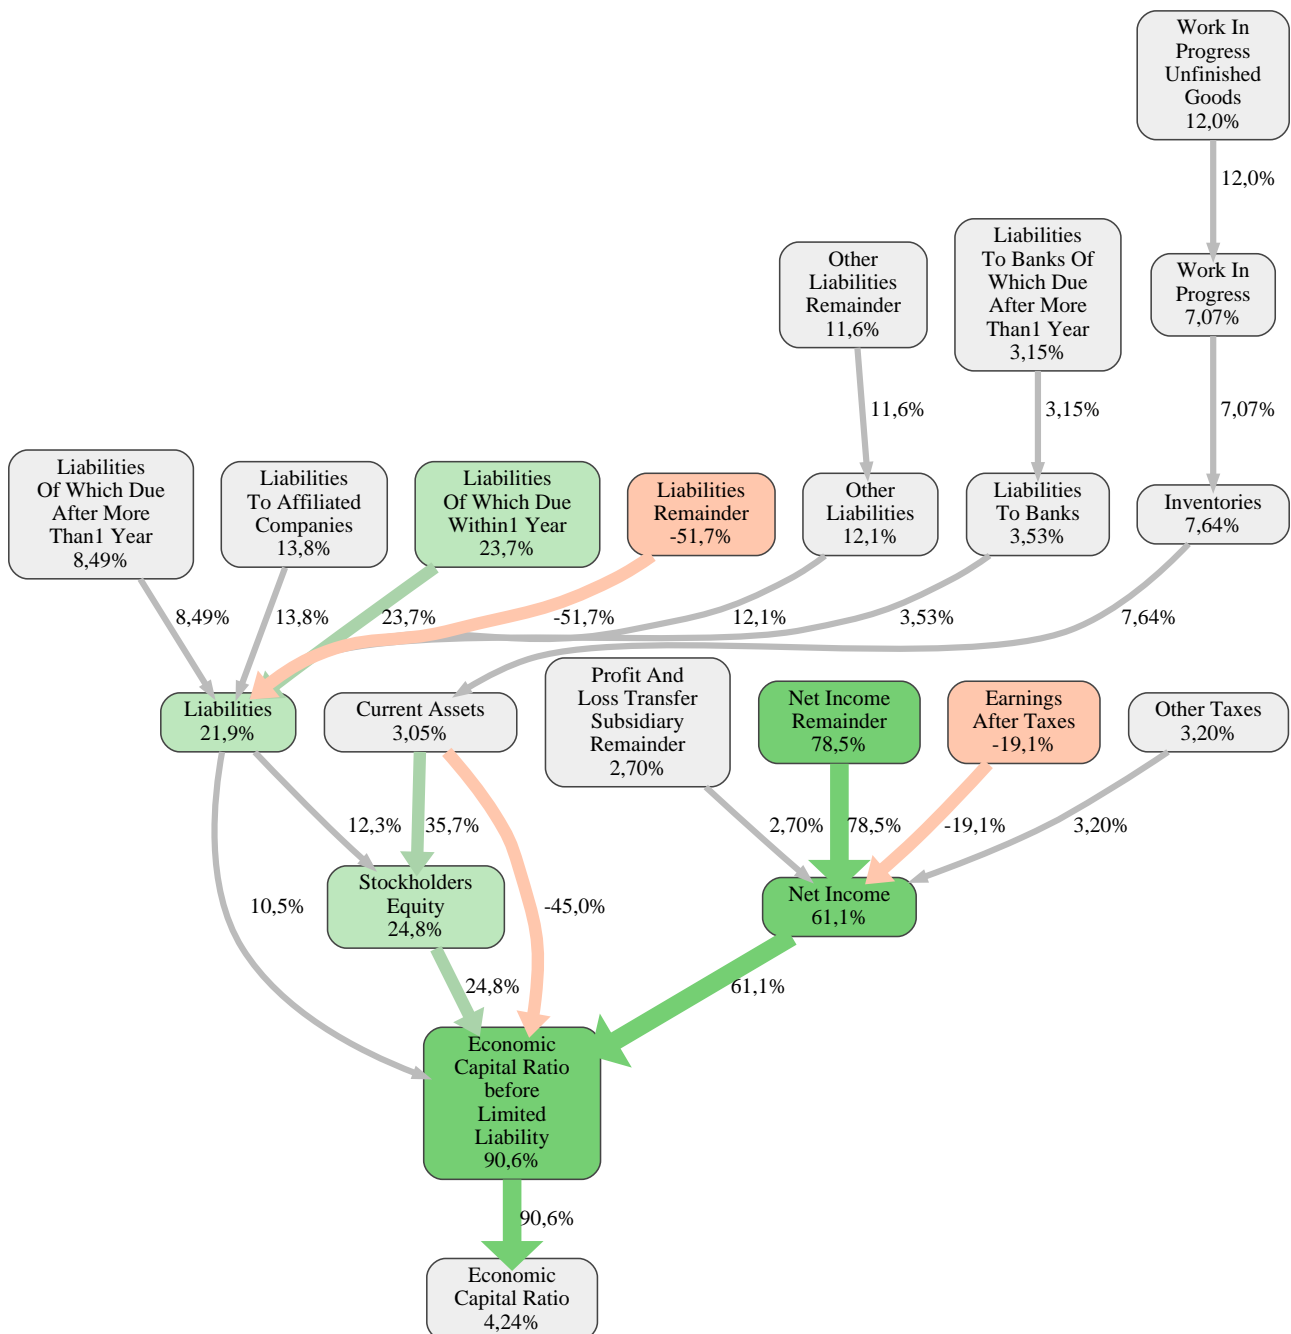 Work In
Progress
Unfinished
Goods
12,0%
12,0%
Other
Liabilities
Remainder
11,6%
Liabilities
To Banks Of
Which Due
After More
Than1 Year
3,15%
Work In
Progress
7,07%
11,6%
3,15%
7,07%
Liabilities
Of Which Due
After More
Than1 Year
8,49%
Liabilities
To Affiliated
Companies
13,8%
Liabilities
Of Which Due
Within1 Year
23,7%
Liabilities
Remainder
-51,7%
Other
Liabilities
12,1%
Liabilities
To Banks
3,53%
Inventories
7,64%
8,49%
13,8%
23,7%
-51,7%
12,1%
3,53%
7,64%
Liabilities
21,9%
Current Assets
3,05%
Profit And
Loss Transfer
Subsidiary
Remainder
2,70%
Net Income
Remainder
78,5%
Earnings
After Taxes
-19,1%
Other Taxes
3,20%
12,3%
35,7%
2,70%
78,5%
-19,1%
3,20%
10,5%
Stockholders
Equity
24,8%
-45,0%
Net Income
61,1%
24,8%
61,1%
Economic
Capital Ratio
before
Limited
Liability
90,6%
90,6%
Economic
Capital Ratio
4,24%